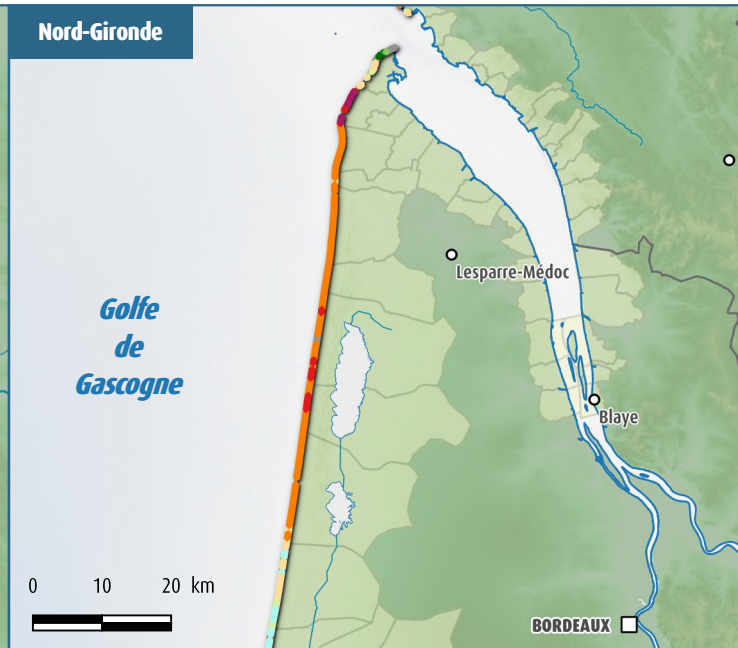 Nord-Gironde
Lesparre-Médoc
Golfe
de
Gascogne
Blaye
0 10 20 km
BORDEAUX